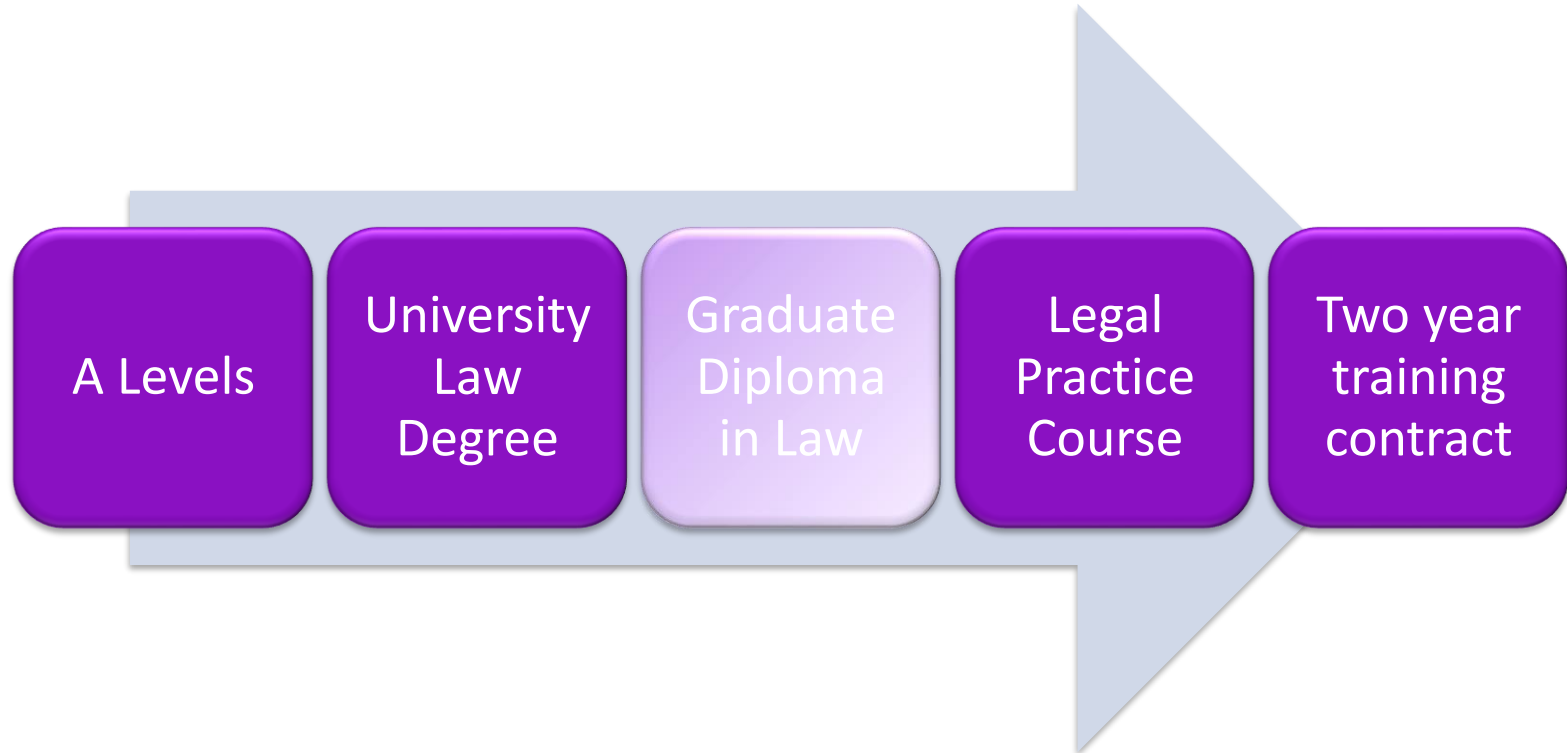 A Levels
University
Law
Degree
Graduate
Diploma
in Law
Legal
Practice
Course
Two year
training
contract